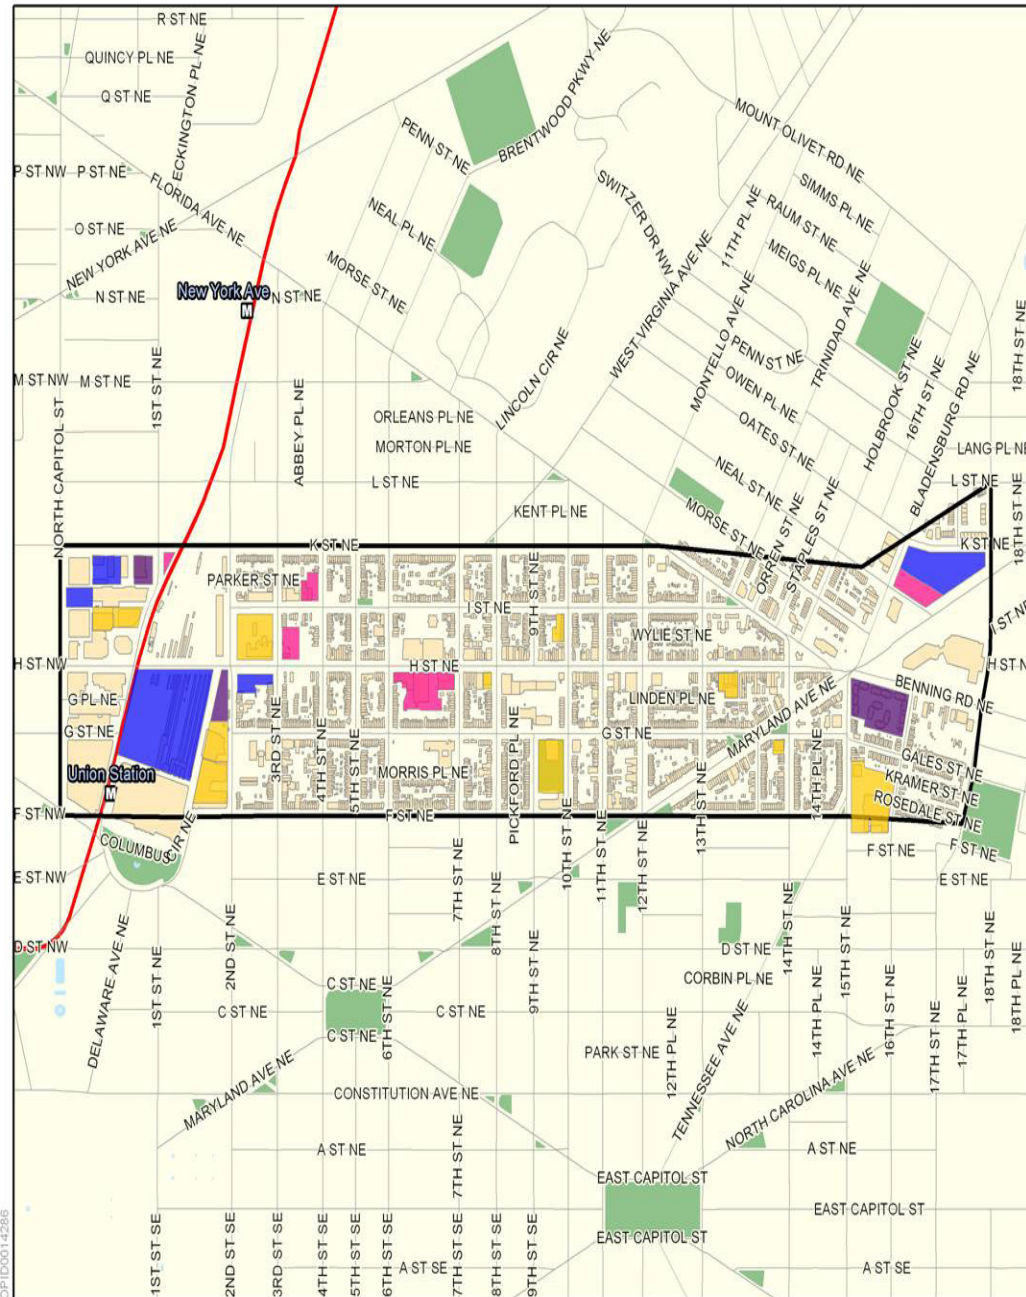 R ST NE
QUINCY PL NE
Q ST NE
ECKINGTON PL NE
BRENTWOOD PKWY NE
PENN ST NE
MOUNT OLIVET RD NE
P ST NW
P ST NE
FLORIDA AVE NE
SWITZER DR NW
SIMMS PL NE
RAUM ST NE
11TH PL NE
NEAL PL NE
O ST NE
NEW YORK AVE NE
MORSE ST NE
MEIGS PL NE
WEST VIRGINIA AVE NE
New York Ave
M
N ST NE
N ST NE
MONTELLO AVE NE
TRINIDAD AVE NE
18TH ST NE
LINCOLN CIR NE
PENN ST NE
HOLBROOK ST NE
16TH ST NE
BLADENSBURG RD NE
M ST NW
M ST NE
1ST ST NE
ABBEY PL NE
OWEN PL NE
ORLEANS PL NE
OATES ST NE
NORTH CAPITOL ST
MORTON PL NE
LANG PL NE
L ST NE
L ST NE
NEAL ST NE
KENT PL NE
MORSE ST NE
ORREN ST NE
STAPLES ST NE
18TH ST NE
K ST NE
K ST NE
PARKER ST NE
9TH ST NE
I ST NE
I ST NE
WYLIE ST NE
H ST NW
H ST NE
H ST N
G PL NE
LINDEN PL NE
BENNING RD NE
G ST NE
G ST NE
MARYLAND AVE NE
3RD ST NE
4TH ST NE
5TH ST NE
PICKFORD PL
14TH PL NE
GALES ST NE
Union Station
M
MORRIS PL NE
KRAMER ST NE
ROSEDALE ST NE
F ST NW
F ST NE
13TH ST NE
COLUMBUS CIR NE
F ST NE
F ST NE
10TH ST NE
11TH ST NE
12TH ST NE
E ST NW
E ST NE
E ST NE
7TH ST NE
8TH ST NE
2ND ST NE
14TH ST NE
15TH ST NE
D ST NW
D ST NE
DELAWARE AVE NE
1ST ST NE
9TH ST NE
CORBIN PL NE
C ST NE
6TH ST NE
C ST NE
C ST NE
C ST NE
14TH PL NE
16TH ST NE
17TH ST NE
17TH PL NE
18TH ST NE
18TH PL NE
PARK ST NE
12TH PL NE
TENNESSEE AVE NE
MARYLAND AVE NE
CONSTITUTION AVE NE
NORTH CAROLINA AVE NE
A ST NE
7TH ST NE
A ST NE
EAST CAPITOL ST
EAST CAPITOL ST
EAST CAPITOL ST
1ST ST SE
2ND ST SE
3RD ST SE
4TH ST SE
5TH ST SE
6TH ST SE
7TH ST SE
8TH ST SE
9TH ST SE
A ST SE
A ST SE
OPID0014286